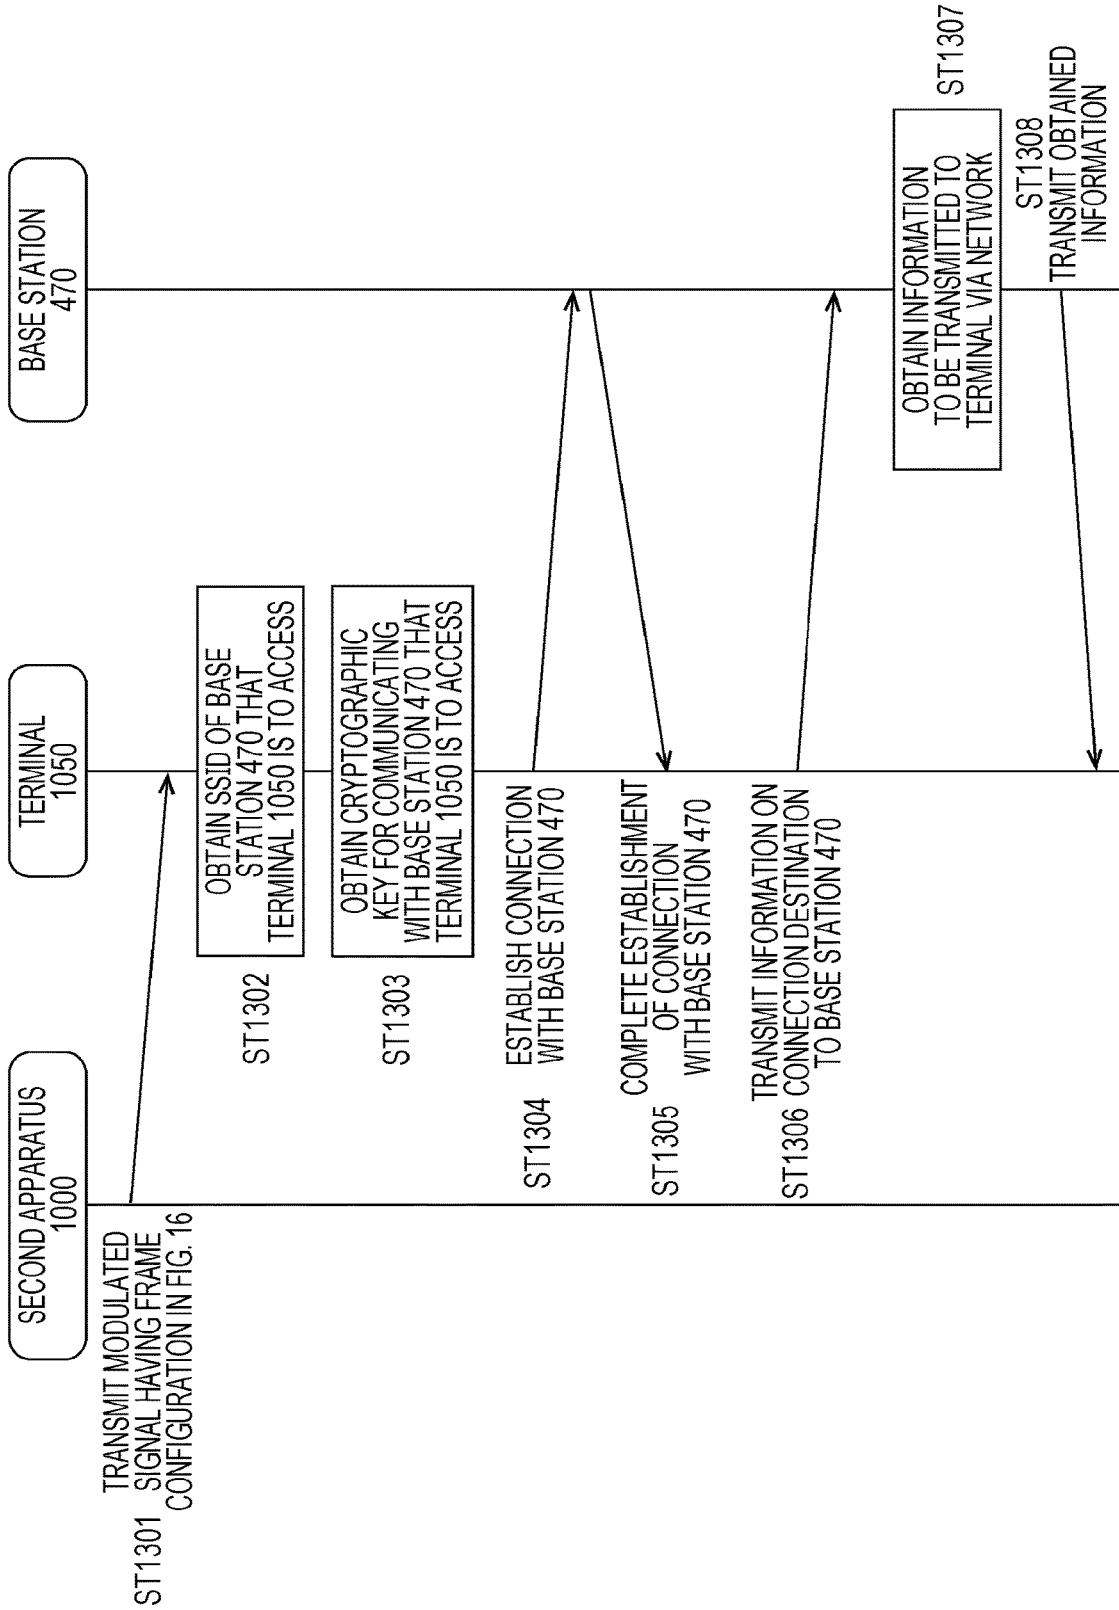 SECOND APPARATUS
1000
TERMINAL
1050
BASE STATION
470
ST1301
TRANSMIT MODULATED
SIGNAL HAVING FRAME
CONFIGURATION IN FIG. 16
ST1302
OBTAIN SSID OF BASE
STATION 470 THAT
TERMINAL 1050 IS TO ACCESS
ST1303
OBTAIN CRYPTOGRAPHIC
KEY FOR COMMUNICATING
WITH BASE STATION 470 THAT
TERMINAL 1050 IS TO ACCESS
ST1304
ESTABLISH CONNECTION
WITH BASE STATION 470
ST1305
COMPLETE ESTABLISHMENT
OF CONNECTION
WITH BASE STATION 470
ST1306
TRANSMIT INFORMATION ON
CONNECTION DESTINATION
TO BASE STATION 470
ST1307
OBTAIN INFORMATION
TO BE TRANSMITTED TO
TERMINAL VIA NETWORK
ST1308
TRANSMIT OBTAINED
INFORMATION